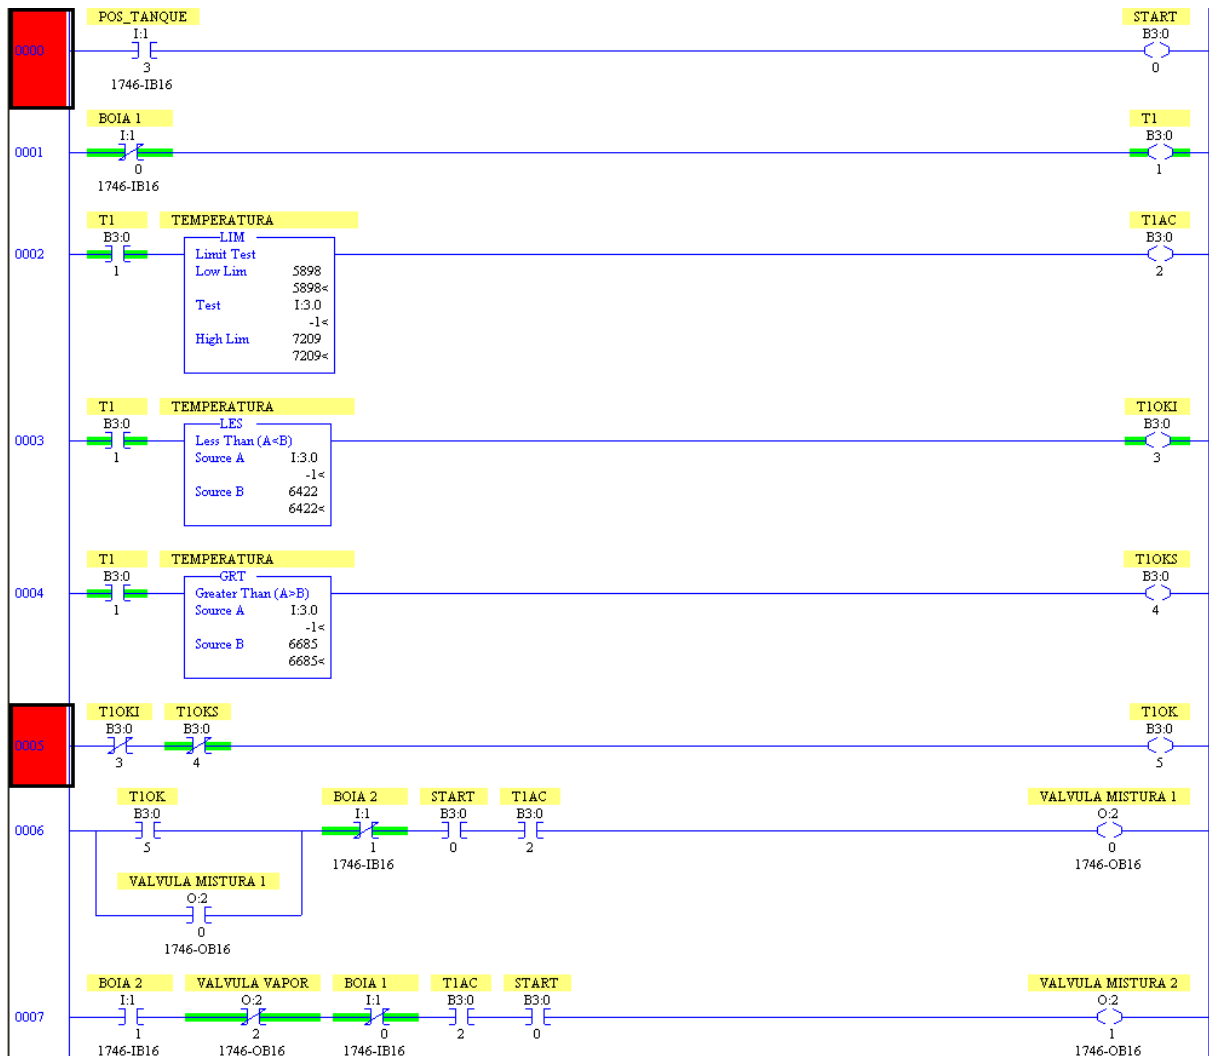 POS_TANQUE START
I:1 B3:0
0000
3 0
1746-IB16
BOIA 1 T1
I:1 B3:0
0001
0 1
1746-IB16
T1 TEMPERATURA T1AC
B3:0 LIM B3:0
0002 Limit Test
1 Low Lim 5898 2
5898<
Test I:3.0
-1<
High Lim 7209
7209<
T1 TEMPERATURA T1OKI
B3:0 LES B3:0
0003 Less Than (A<B)
1 Source A I:3.0 3
-1<
Source B 6422
6422<
T1 TEMPERATURA T1OKS
B3:0 GRT B3:0
0004 Greater Than (A>B)
1 Source A I:3.0 4
-1<
Source B 6685
6685<
T1OKI T1OKS T1OK
B3:0 B3:0 B3:0
0005
3 4 5
T1OK BOIA 2 START T1AC VALVULA MISTURA 1
B3:0 I:1 B3:0 B3:0 O:2
0006
5 1 0 2 0
1746-IB16 1746-OB16
VALVULA MISTURA 1
O:2
0
1746-OB16
BOIA 2 VALVULA VAPOR BOIA 1 T1AC START VALVULA MISTURA 2
I:1 O:2 I:1 B3:0 B3:0 O:2
0007
1 2 0 2 0 1
1746-IB16 1746-OB16 1746-IB16 1746-OB16